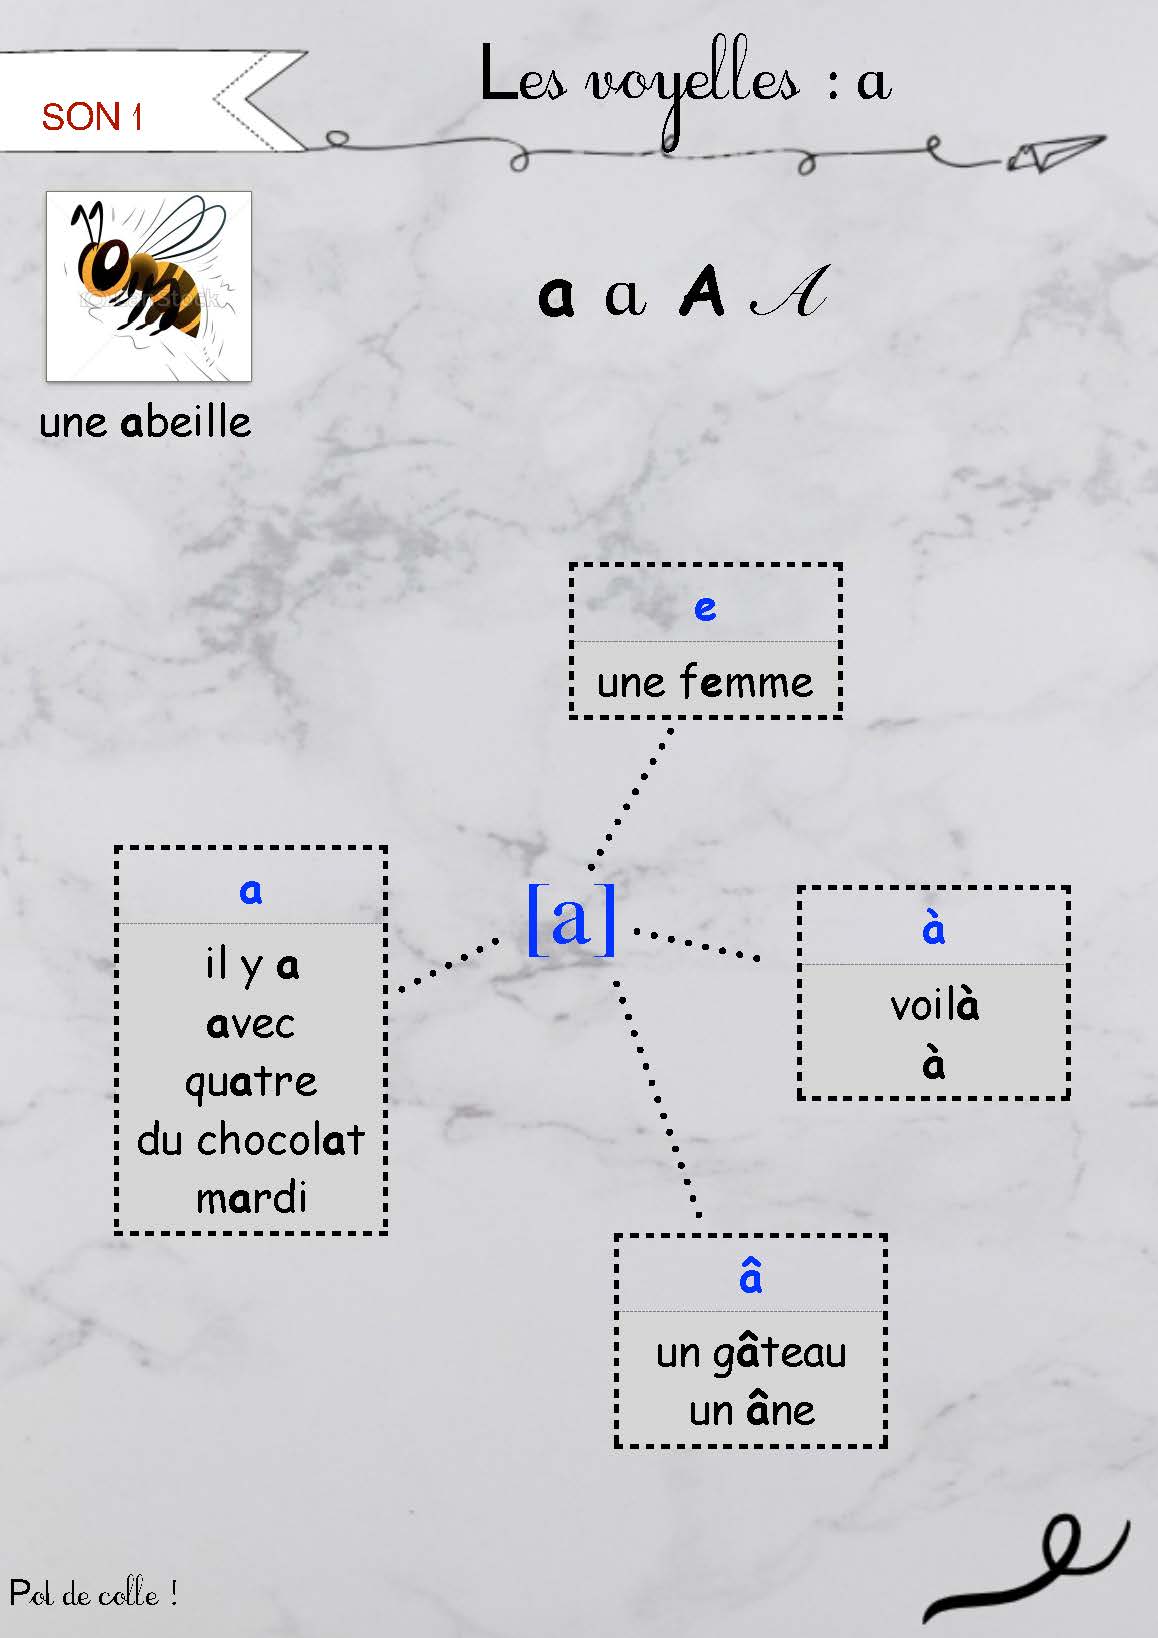 SON 1
Les voyelles : a
a a A A
une abeille
e
une femme
a
il y a
avec
quatre
du chocolat
mardi
[a]
à
voilà
à
â
un gâteau
un âne
Pot de colle !